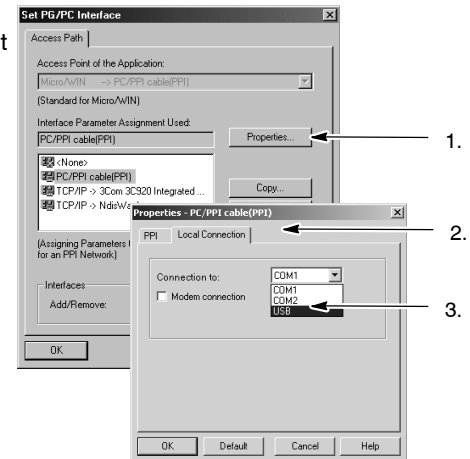 Set PG/PC Interface
t
Access Path
Access Point of the Application:
Micro/WIN --> PC/PPI cable(PPI)
(Standard for Micro/WIN)
Interface Parameter Assignment Used:
PC/PPI cable(PPI)
Properties...
1.
<None>
PC/PPI cable(PPI)
TCP/IP -> 3Com 3C920 Integrated ...
TCP/IP -> NdisWa
Copy...
(Assigning Parameters
for an PPI Network)
Interfaces
Add/Remove:
OK
Properties - PC/PPI cable(PPI)
PPI
Local Connection
2.
Connection to:
COM1
Modem connection
COM1
COM2
USB
3.
OK
Default
Cancel
Help